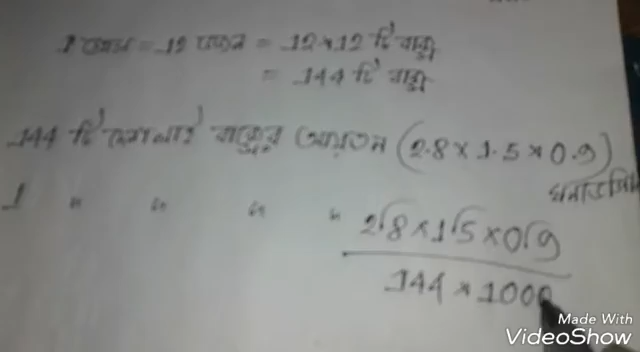 1 গ্রোস = 12 ডজন = 12×12 টি বাক্স
= 144 টি বাক্স
144 টি দেশলাই বাক্সের আয়তন (2.8×1.5×0.9)
ঘনডেসিমি
1 " " " " 2.8×1.5×0.9
144×1000
Made With
VideoShow